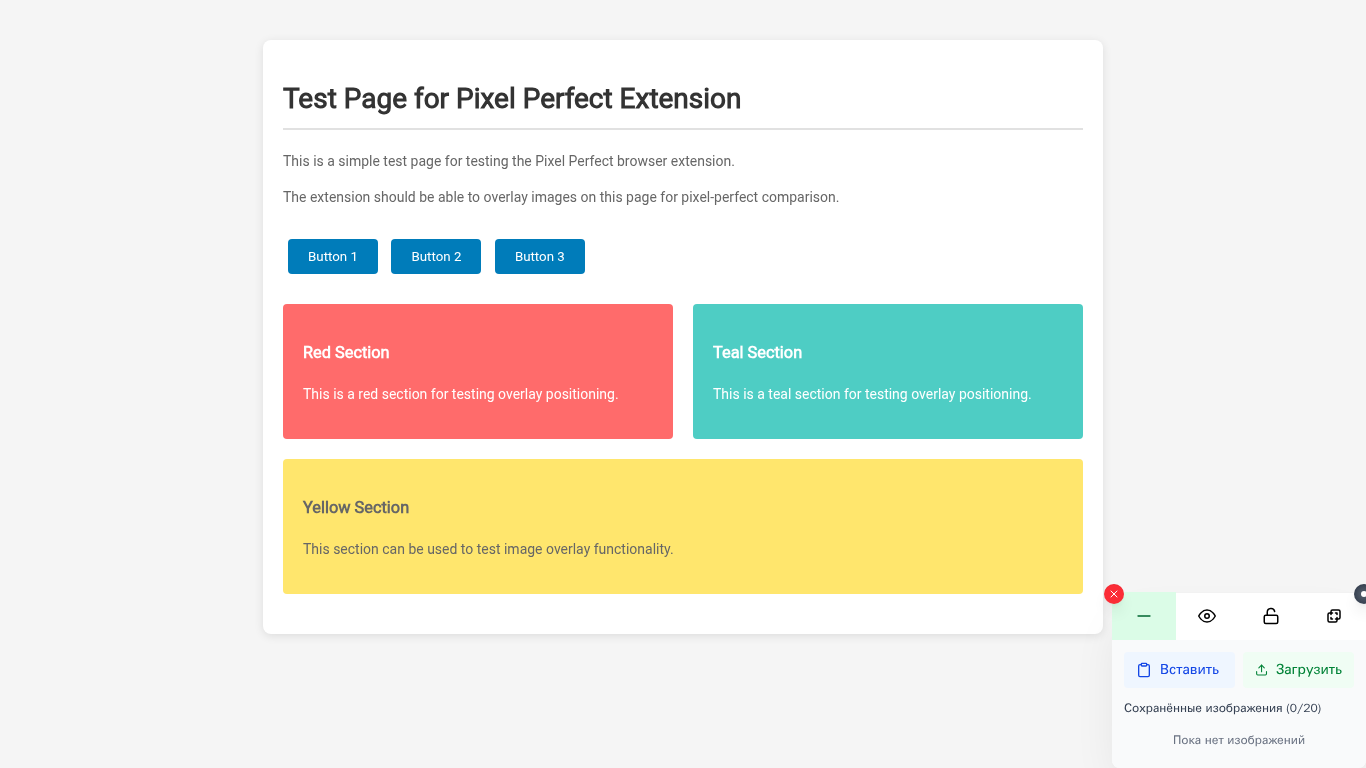 Test Page for Pixel Perfect Extension
This is a simple test page for testing the Pixel Perfect browser extension.
The extension should be able to overlay images on this page for pixel-perfect comparison.
Button 1
Button 2
Button 3
Red Section
This is a red section for testing overlay positioning.
Teal Section
This is a teal section for testing overlay positioning.
Yellow Section
This section can be used to test image overlay functionality.
Вставить
Загрузить
Сохранённые изображения (0/20)
Пока нет изображений